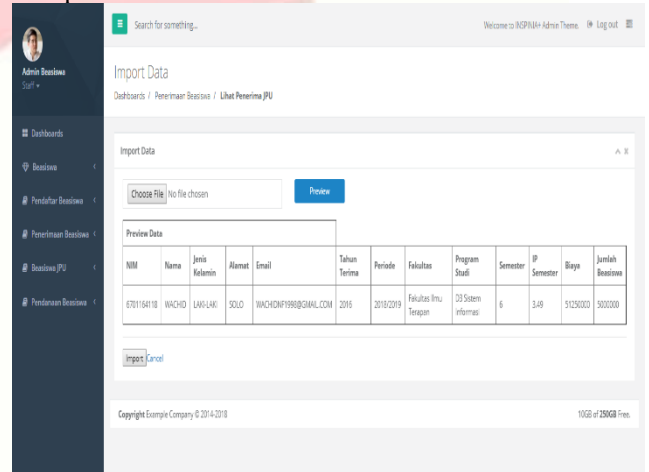 Search for something...
Welcome to INSPINIA+ Admin Theme.
Log out
Admin Beasiswa
Staff
Import Data
Dashboards / Penerimaan Beasiswa / Lihat Penerima JPU
Dashboards
Beasiswa
Pendaftar Beasiswa
Penerimaan Beasiswa
Beasiswa JPU
Pendanaan Beasiswa
Import Data
Choose File No file chosen
Preview
Preview Data
NIM Nama Jenis Kelamin Alamat Email Tahun Terima Periode Fakultas Program Studi Semester IP Semester Biaya Jumlah Beasiswa
6701164118 WACHID LAKI-LAKI SOLO WACHIDNF1998@GMAIL.COM 2016 2018/2019 Fakultas Ilmu Terapan D3 Sistem Informasi 6 3.49 51250000 5000000
Import Cancel
Copyright Example Company © 2014-2018
10GB of 250GB Free.